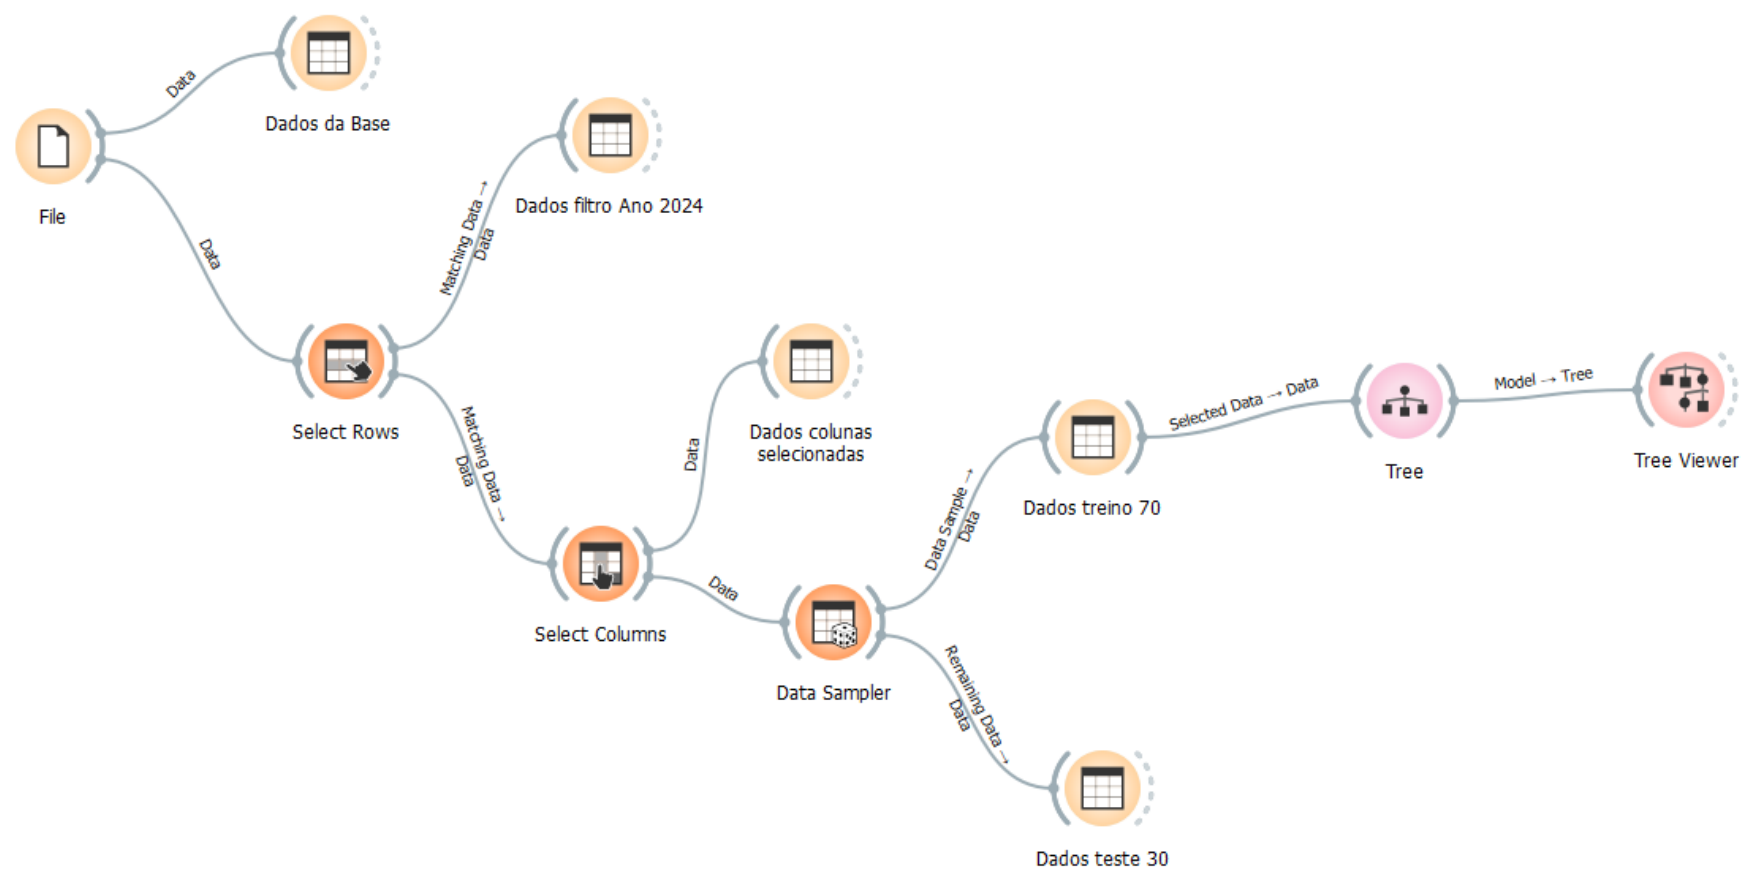 Data
Dados da Base
File
Data
Matching Data →
Data
Dados filtro Ano 2024
Select Rows
Matching Data →
Data
Data
Dados colunas
selecionadas
Select Columns
Data
Data Sampler
Data Sample →
Data
Dados treino 70
Selected Data → Data
Tree
Model → Tree
Tree Viewer
Remaining Data →
Data
Dados teste 30